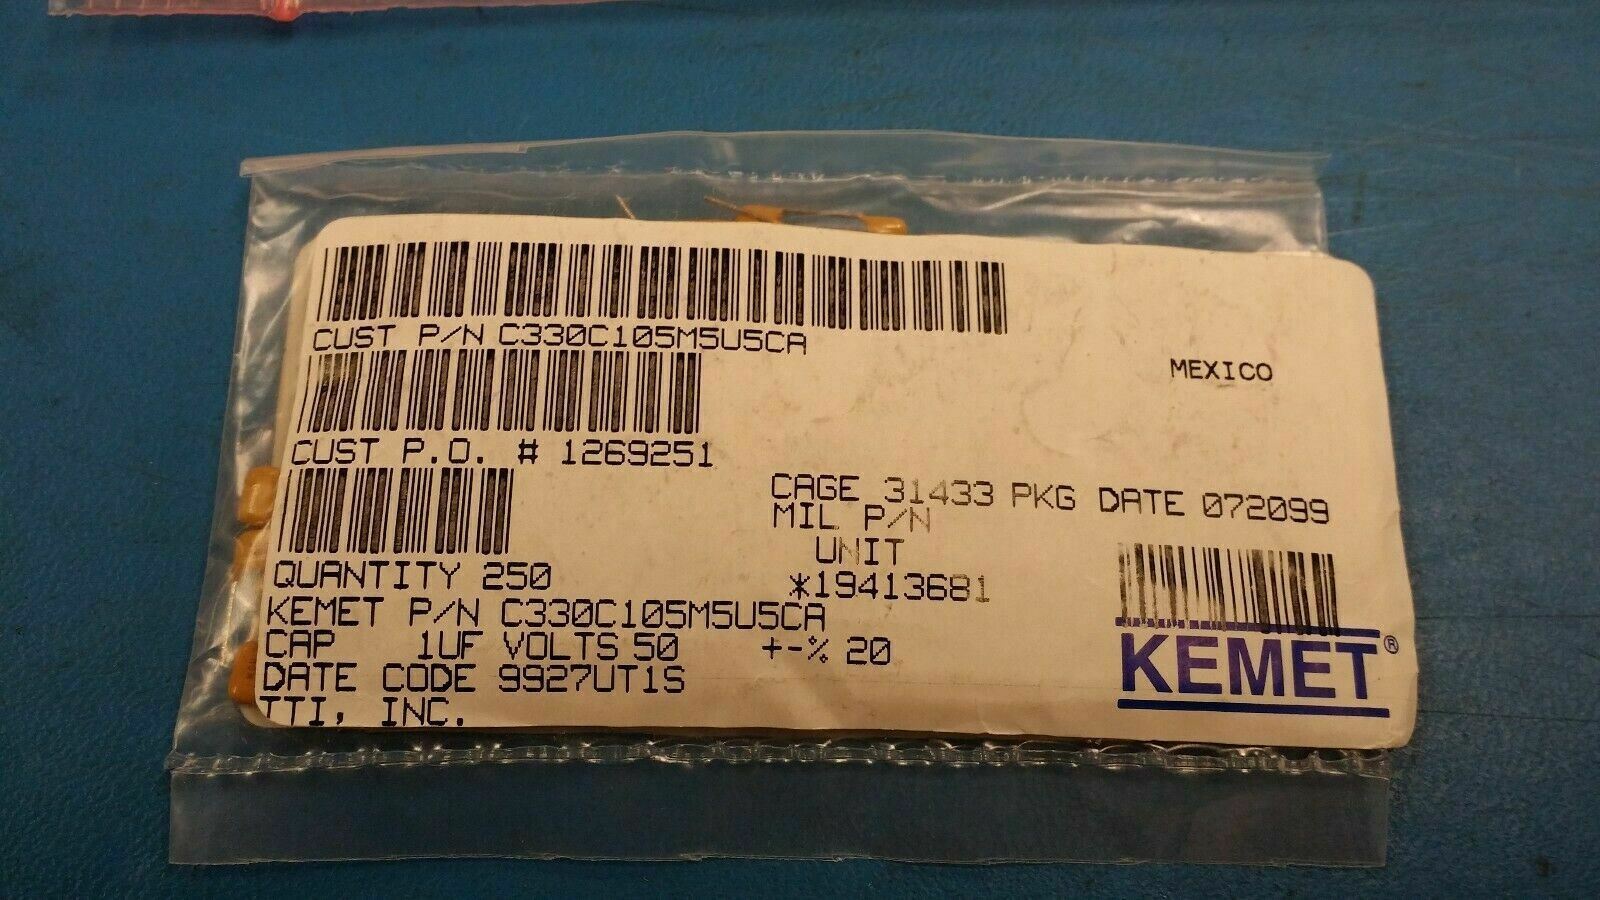 CUST P/N C330C105M5U5CA
MEXICO
CUST P.O. # 1269251
CAGE 31433 PKG DATE 072099
MIL P/N
UNIT
QUANTITY 250
*19413681
KEMET P/N C330C105M5U5CA
CAP 1UF VOLTS 50 +-% 20
DATE CODE 9927UT1S
TTI, INC.
KEMET®